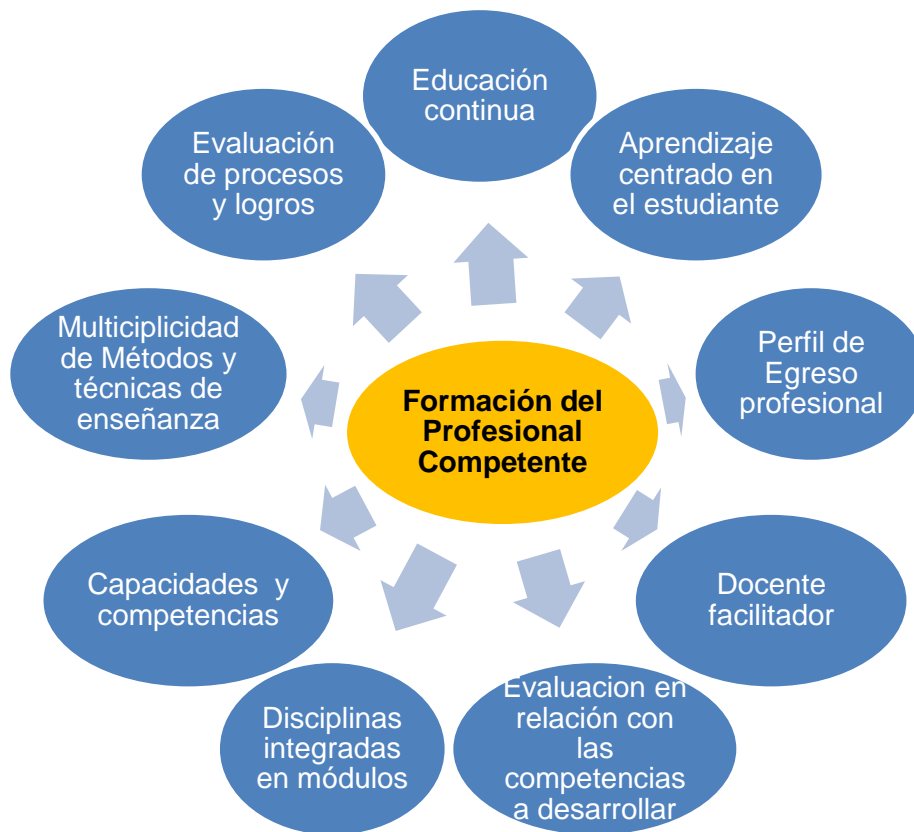 Educación
continua
Aprendizaje
centrado en
el estudiante
Perfil de
Egreso
profesional
Docente
facilitador
Evaluacion en
relación con
las
competencias
a desarrollar
Disciplinas
integradas
en módulos
Capacidades y
competencias
Multiciplicidad
de Métodos y
técnicas de
enseñanza
Evaluación
de procesos
y logros
Formación del
Profesional
Competente